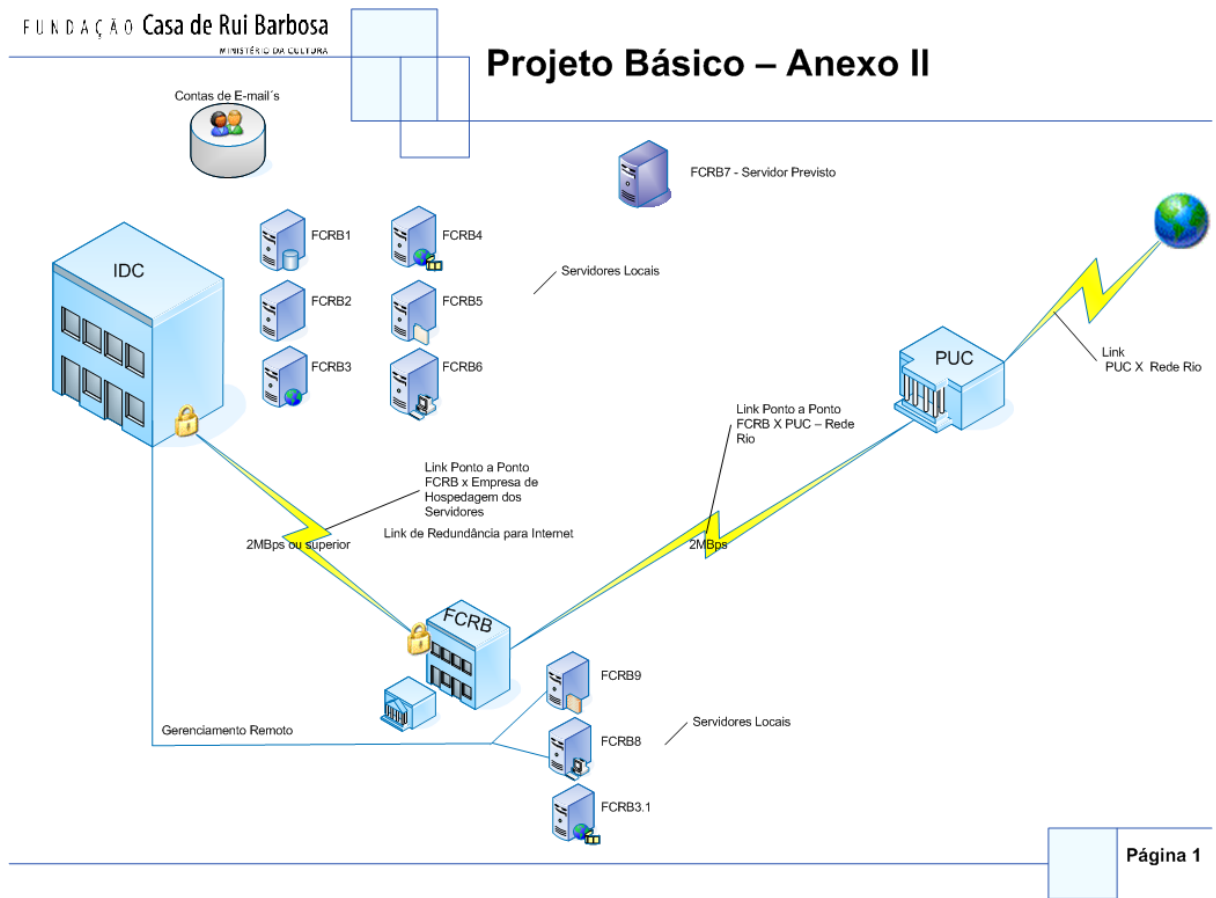 FUNDAÇÃO Casa de Rui Barbosa
MINISTÉRIO DA CULTURA
Projeto Básico – Anexo II
Contas de E-mail´s
FCRB7 - Servidor Previsto
IDC
FCRB1
FCRB4
FCRB2
FCRB5
FCRB3
FCRB6
Servidores Locais
PUC
Link
PUC X Rede Rio
Link Ponto a Ponto
FCRB X PUC – Rede
Rio
Link Ponto a Ponto
FCRB x Empresa de
Hospedagem dos
Servidores
Link de Redundância para Internet
2MBps ou superior
2MBps
FCRB
FCRB9
Gerenciamento Remoto
FCRB8
Servidores Locais
FCRB3.1
Página 1